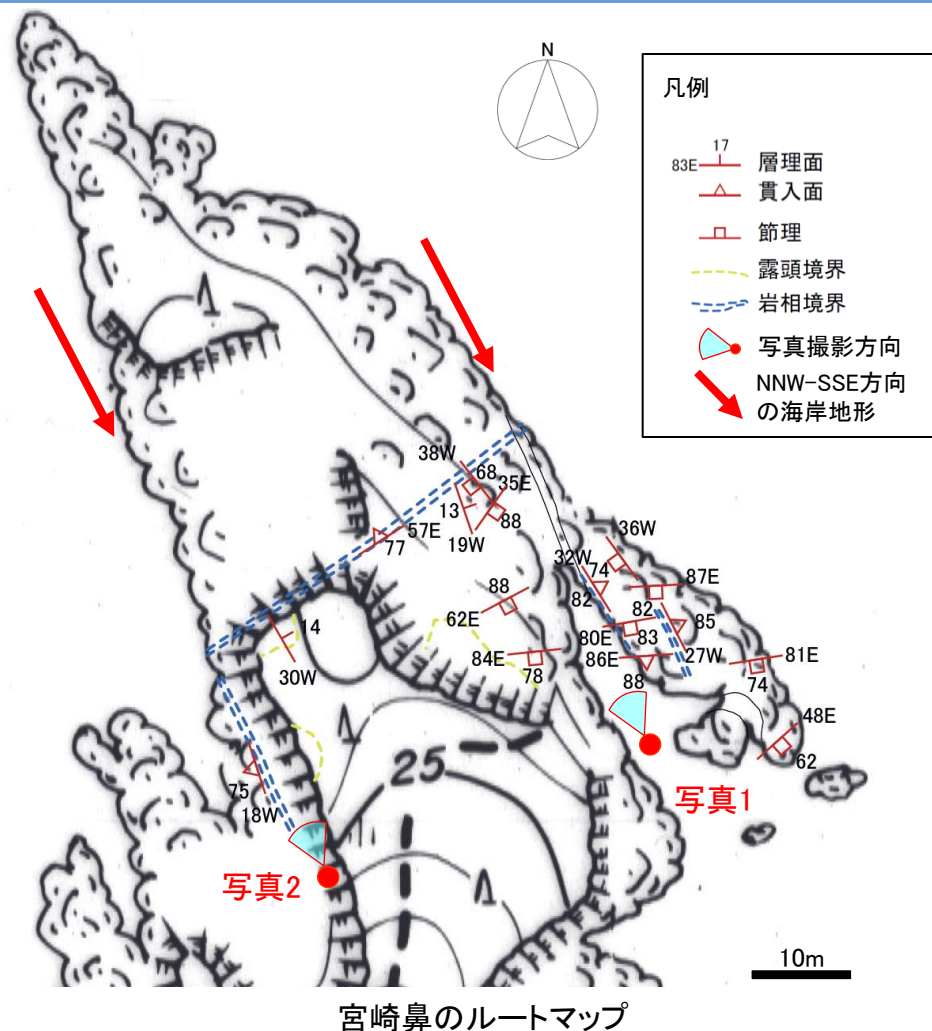 N
凡例
17
83E
層理面
貫入面
節理
露頭境界
岩相境界
写真撮影方向
NNW-SSE方向
の海岸地形
38W
68
35E
13
88
19W
57E
77
36W
32W
74
87E
82
82
85
88
62E
80E
83
14
84E
78
86E
27W
81E
30W
88
74
48E
62
25
75
18W
写真1
写真2
10m
宮崎鼻のルートマップ